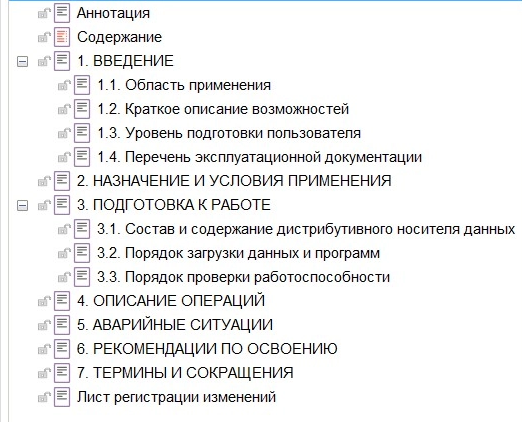 Аннотация
Содержание
1. ВВЕДЕНИЕ
1.1. Область применения
1.2. Краткое описание возможностей
1.3. Уровень подготовки пользователя
1.4. Перечень эксплуатационной документации
2. НАЗНАЧЕНИЕ И УСЛОВИЯ ПРИМЕНЕНИЯ
3. ПОДГОТОВКА К РАБОТЕ
3.1. Состав и содержание дистрибутивного носителя данных
3.2. Порядок загрузки данных и программ
3.3. Порядок проверки работоспособности
4. ОПИСАНИЕ ОПЕРАЦИЙ
5. АВАРИЙНЫЕ СИТУАЦИИ
6. РЕКОМЕНДАЦИИ ПО ОСВОЕНИЮ
7. ТЕРМИНЫ И СОКРАЩЕНИЯ
Лист регистрации изменений